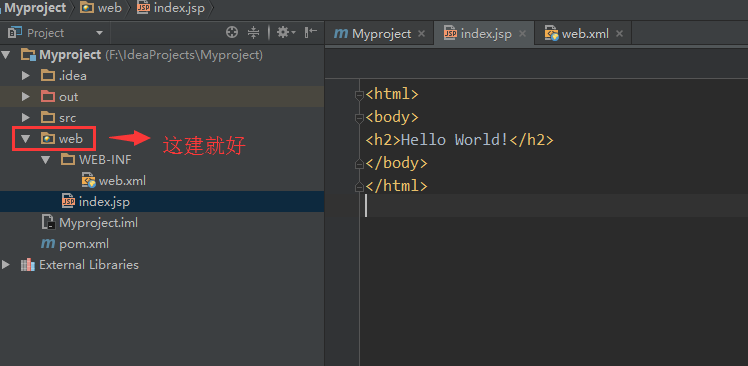 Myproject web index.jsp
Project
Myproject (F:\IdeaProjects\Myproject)
.idea
out
src
web
WEB-INF
web.xml
index.jsp
Myproject.iml
pom.xml
External Libraries
这建就好
m Myproject × index.jsp × web.xml ×
<html>
<body>
<h2>Hello World!</h2>
</body>
</html>